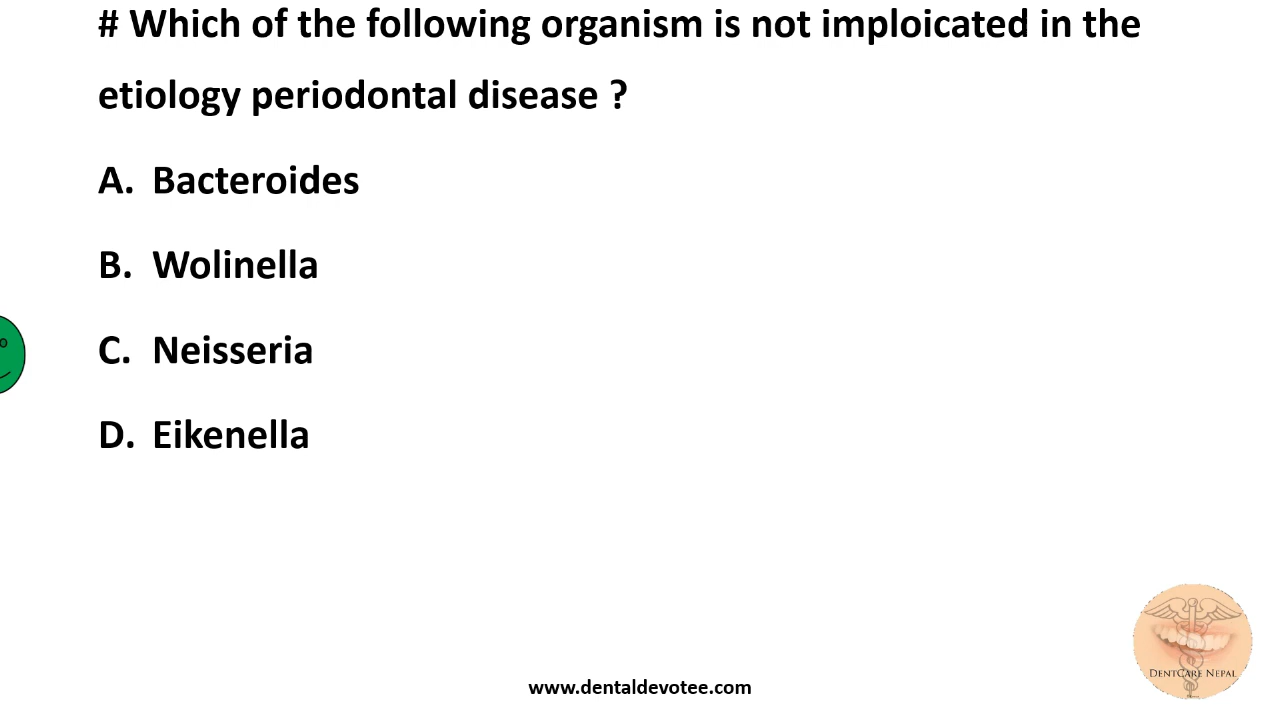 # Which of the following organism is not imploicated in the
etiology periodontal disease ?
A. Bacteroides
B. Wolinella
C. Neisseria
D. Eikenella
DENTCARE NEPAL
www.dentaldevotee.com